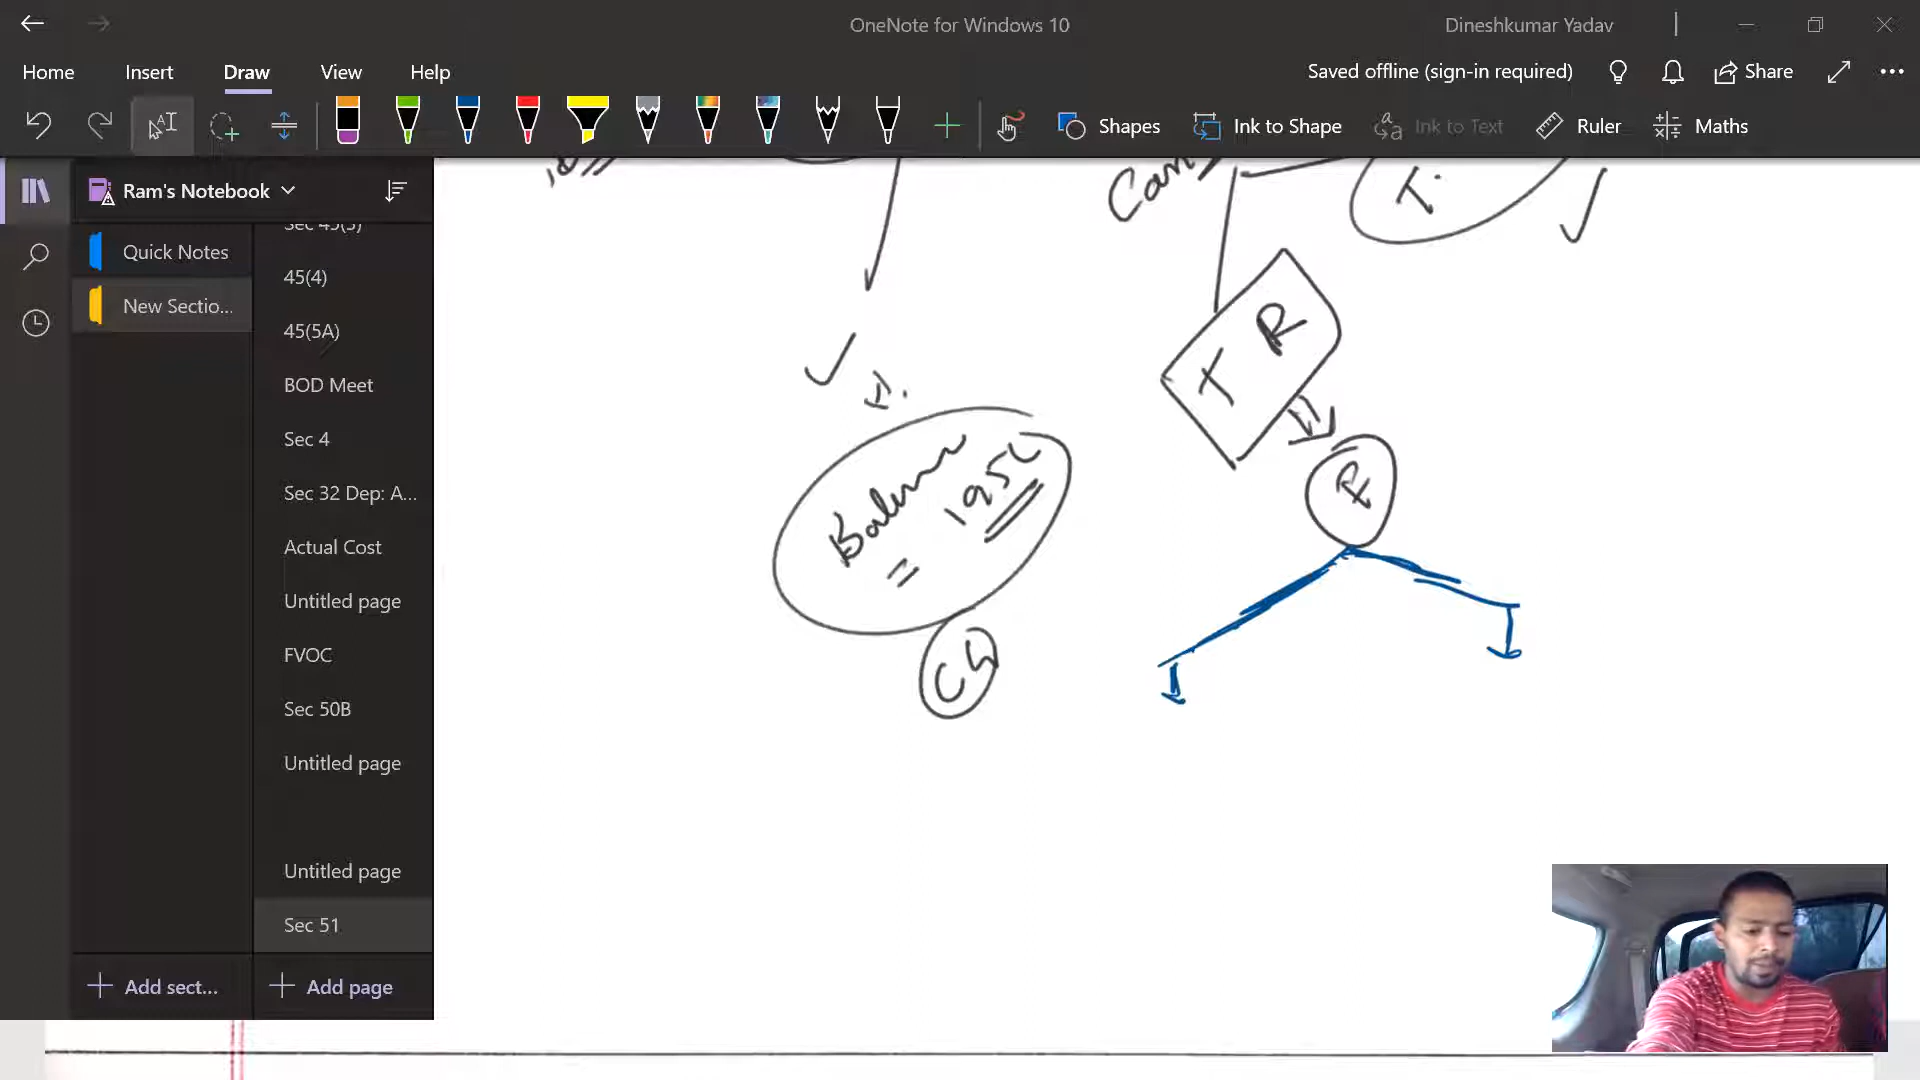 OneNote for Windows 10
Dineshkumar Yadav
Home
Insert
Draw
View
Help
Saved offline (sign-in required)
Share
Shapes
Ink to Shape
Ink to Text
Ruler
Maths
Ram's Notebook
Quick Notes
New Sectio...
Sec 45(5)
45(4)
45(5A)
BOD Meet
Sec 4
Sec 32 Dep: A...
Actual Cost
Untitled page
FVOC
Sec 50B
Untitled page
Untitled page
Sec 51
Add sect...
Add page
T.
T R